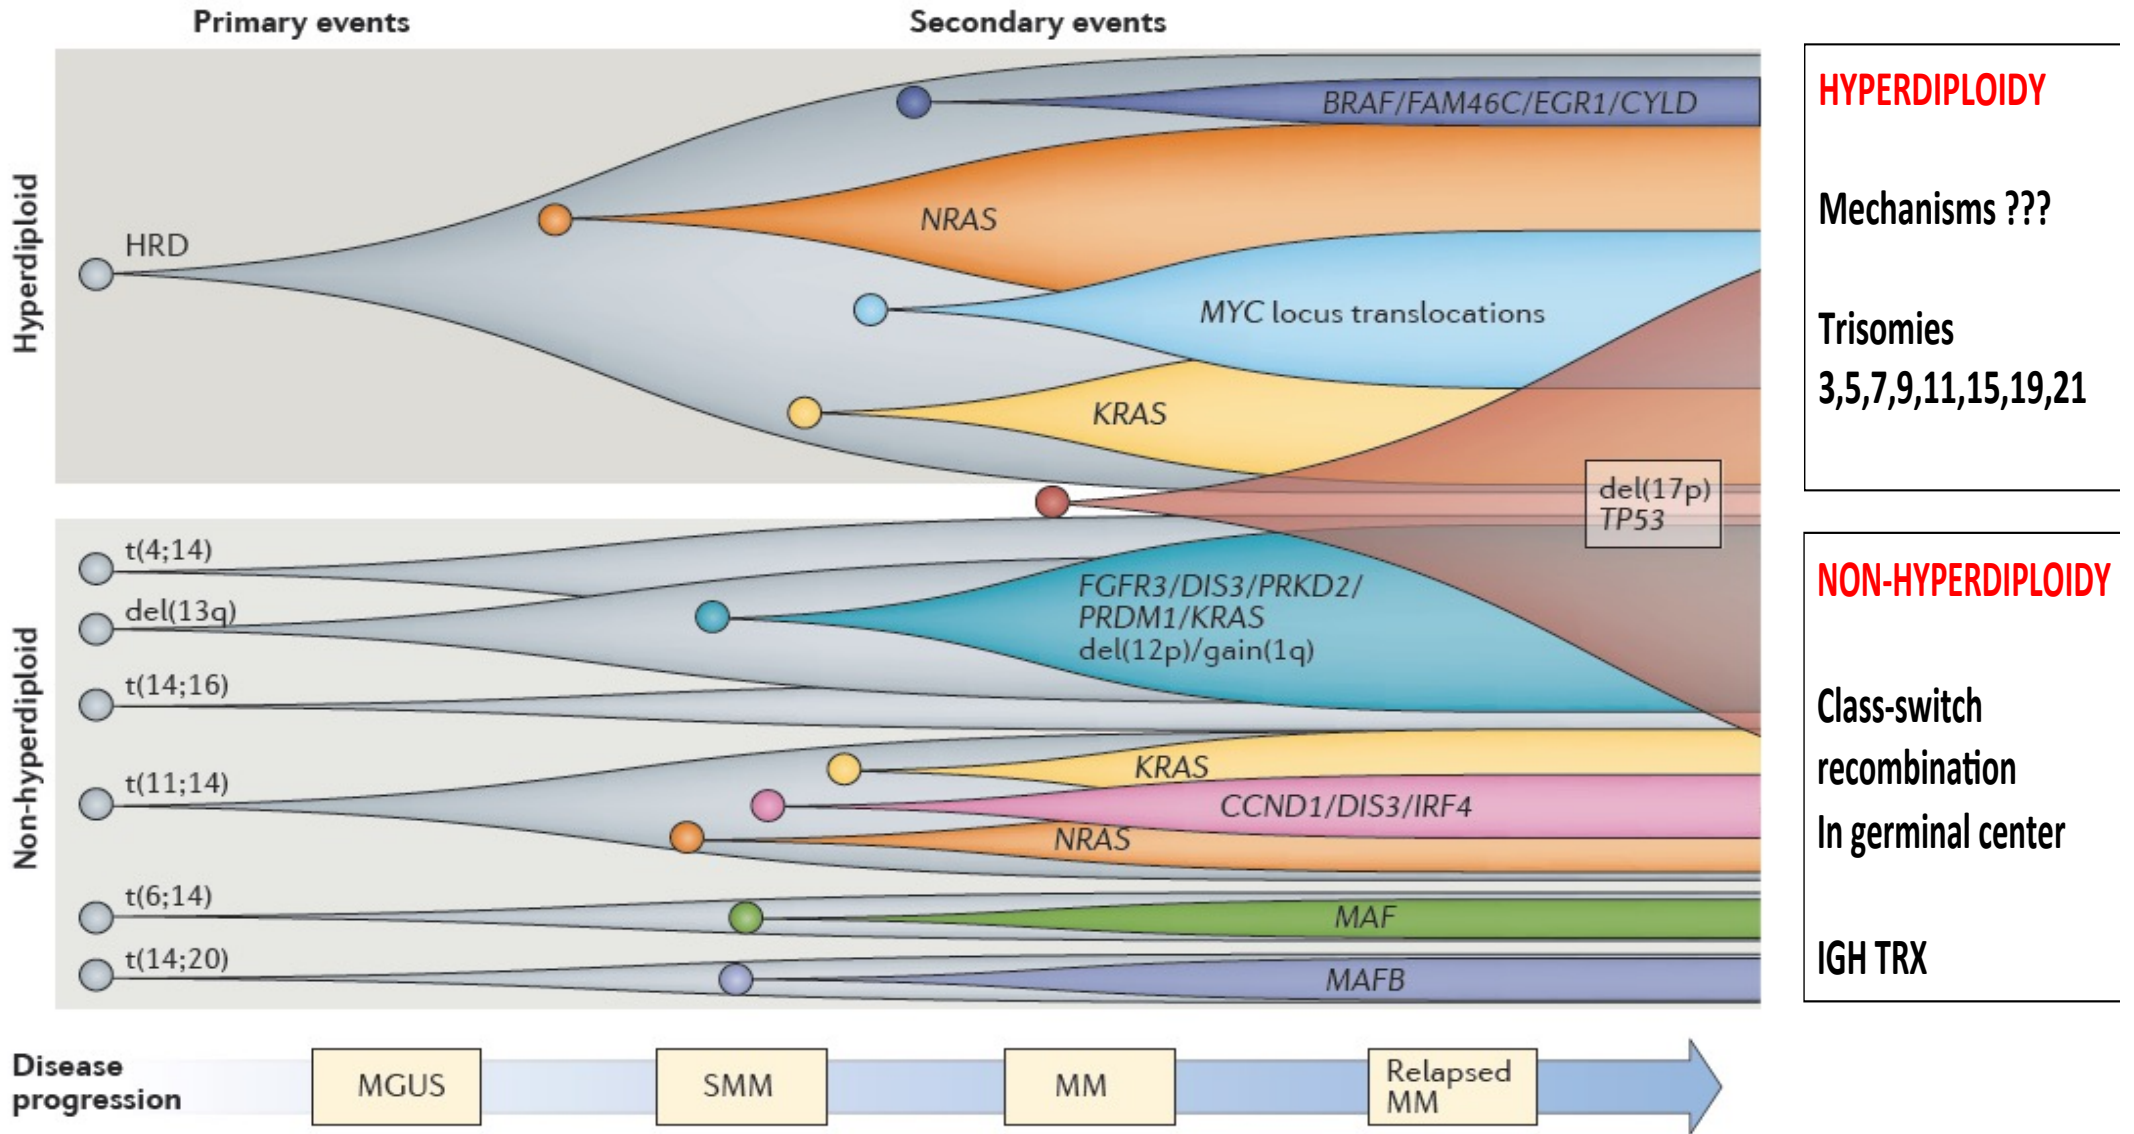 Primary events
Secondary events
Hyperdiploid
HRD
BRAF/FAM46C/EGR1/CYLD
NRAS
MYC locus translocations
KRAS
del(17p)
TP53
Non-hyperdiploid
t(4;14)
del(13q)
t(14;16)
t(11;14)
t(6;14)
t(14;20)
FGFR3/DIS3/PRKD2/
PRDM1/KRAS
del(12p)/gain(1q)
KRAS
CCND1/DIS3/IRF4
NRAS
MAF
MAFB
Disease
progression
MGUS
SMM
MM
Relapsed
MM
HYPERDIPLOIDY
Mechanisms ???
Trisomies
3,5,7,9,11,15,19,21
NON-HYPERDIPLOIDY
Class-switch
recombination
In germinal center
IGH TRX